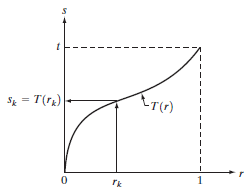 s
t
s_k = T(r_k)
T(r)
0
r_k
1
r